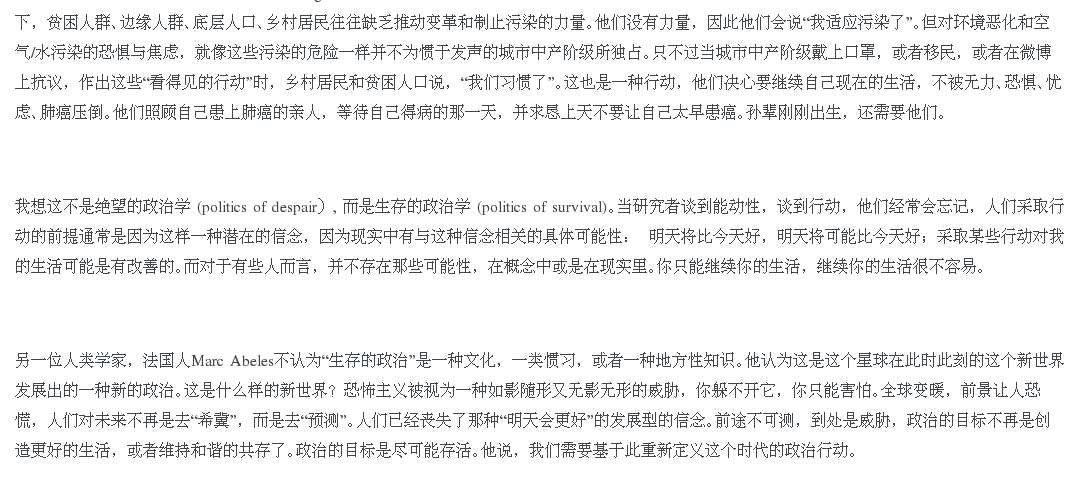 下，贫困人群、边缘人群、底层人口、乡村居民往往缺乏推动变革和制止污染的力量。他们没有力量，因此他们会说“我适应污染了”。但对环境恶化和空
气/水污染的恐惧与焦虑，就像这些污染的危险一样并不为惯于发声的城市中产阶级所独占。只不过当城市中产阶级戴上口罩，或者移民，或者在微博
上抗议，作出这些“看得见的行动”时，乡村居民和贫困人口说，“我们习惯了”。这也是一种行动，他们决心要继续自己现在的生活，不被无力、恐惧、忧
虑、肺癌压倒。他们照顾自己患上肺癌的亲人，等待自己得病的那一天，并求恳上天不要让自己太早患癌。孙辈刚刚出生，还需要他们。
我想这不是绝望的政治学 (politics of despair），而是生存的政治学 (politics of survival)。当研究者谈到能动性，谈到行动，他们经常会忘记，人们采取行
动的前提通常是因为这样一种潜在的信念，因为现实中有与这种信念相关的具体可能性： 明天将比今天好，明天将可能比今天好；采取某些行动对我
的生活可能是有改善的。而对于有些人而言，并不存在那些可能性，在概念中或是在现实里。你只能继续你的生活，继续你的生活很不容易。
另一位人类学家，法国人Marc Abeles不认为“生存的政治”是一种文化，一类惯习，或者一种地方性知识。他认为这是这个星球在此时此刻的这个新世界
发展出的一种新的政治。这是什么样的新世界？恐怖主义被视为一种如影随形又无影无形的威胁，你躲不开它，你只能害怕。全球变暖，前景让人恐
慌，人们对未来不再是去“希冀”，而是去“预测”。人们已经丧失了那种“明天会更好”的发展型的信念。前途不可测，到处是威胁，政治的目标不再是创
造更好的生活，或者维持和谐的共存了。政治的目标是尽可能存活。他说，我们需要基于此重新定义这个时代的政治行动。